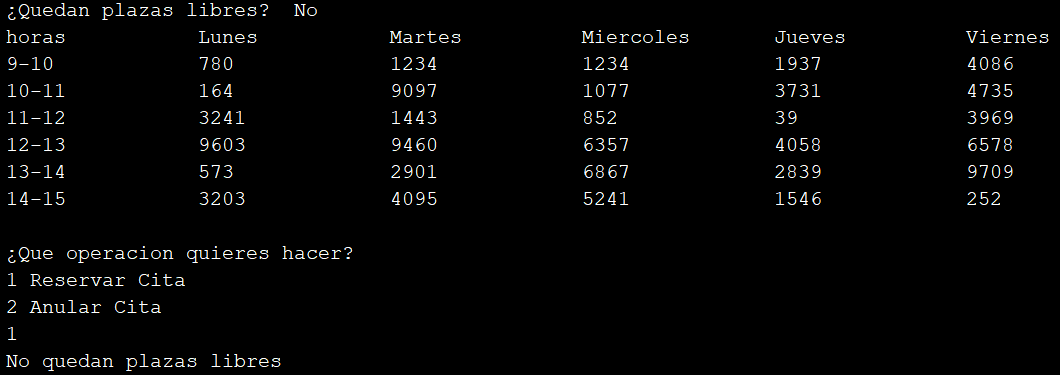 ¿Quedan plazas libres?  No
horas Lunes Martes Miercoles Jueves Viernes
9-10 780 1234 1234 1937 4086
10-11 164 9097 1077 3731 4735
11-12 3241 1443 852 39 3969
12-13 9603 9460 6357 4058 6578
13-14 573 2901 6867 2839 9709
14-15 3203 4095 5241 1546 252
¿Que operacion quieres hacer?
1 Reservar Cita
2 Anular Cita
1
No quedan plazas libres